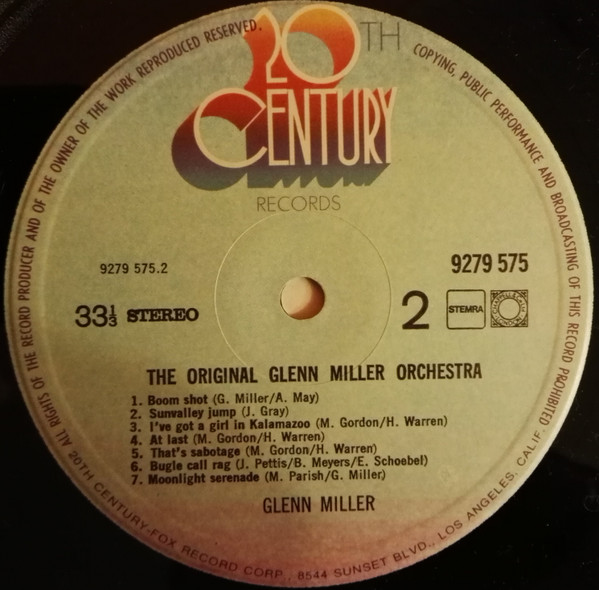 ALL RIGHTS OF THE RECORD PRODUCER AND OF THE OWNER OF THE WORK REPRODUCED RESERVED.
COPYING, PUBLIC PERFORMANCE AND BROADCASTING OF THIS RECORD PROHIBITED
20TH
CENTURY
RECORDS
9279 575.2
9279 575
33⅓ STEREO
2
STEMRA
THE ORIGINAL GLENN MILLER ORCHESTRA
1. Boom shot (G. Miller/A. May)
2. Sunvalley jump (J. Gray)
3. I've got a girl in Kalamazoo (M. Gordon/H. Warren)
4. At last (M. Gordon/H. Warren)
5. That's sabotage (M. Gordon/H. Warren)
6. Bugle call rag (J. Pettis/B. Meyers/E. Schoebel)
7. Moonlight serenade (M. Parish/G. Miller)
GLENN MILLER
20TH CENTURY-FOX RECORD CORP., 8544 SUNSET BLVD., LOS ANGELES, CALIF.